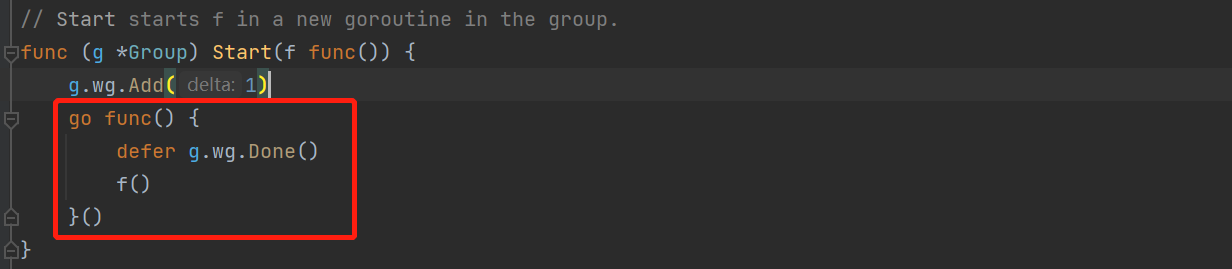 // Start starts f in a new goroutine in the group.
func (g *Group) Start(f func()) {
g.wg.Add( delta: 1)
go func() {
defer g.wg.Done()
f()
}()
}